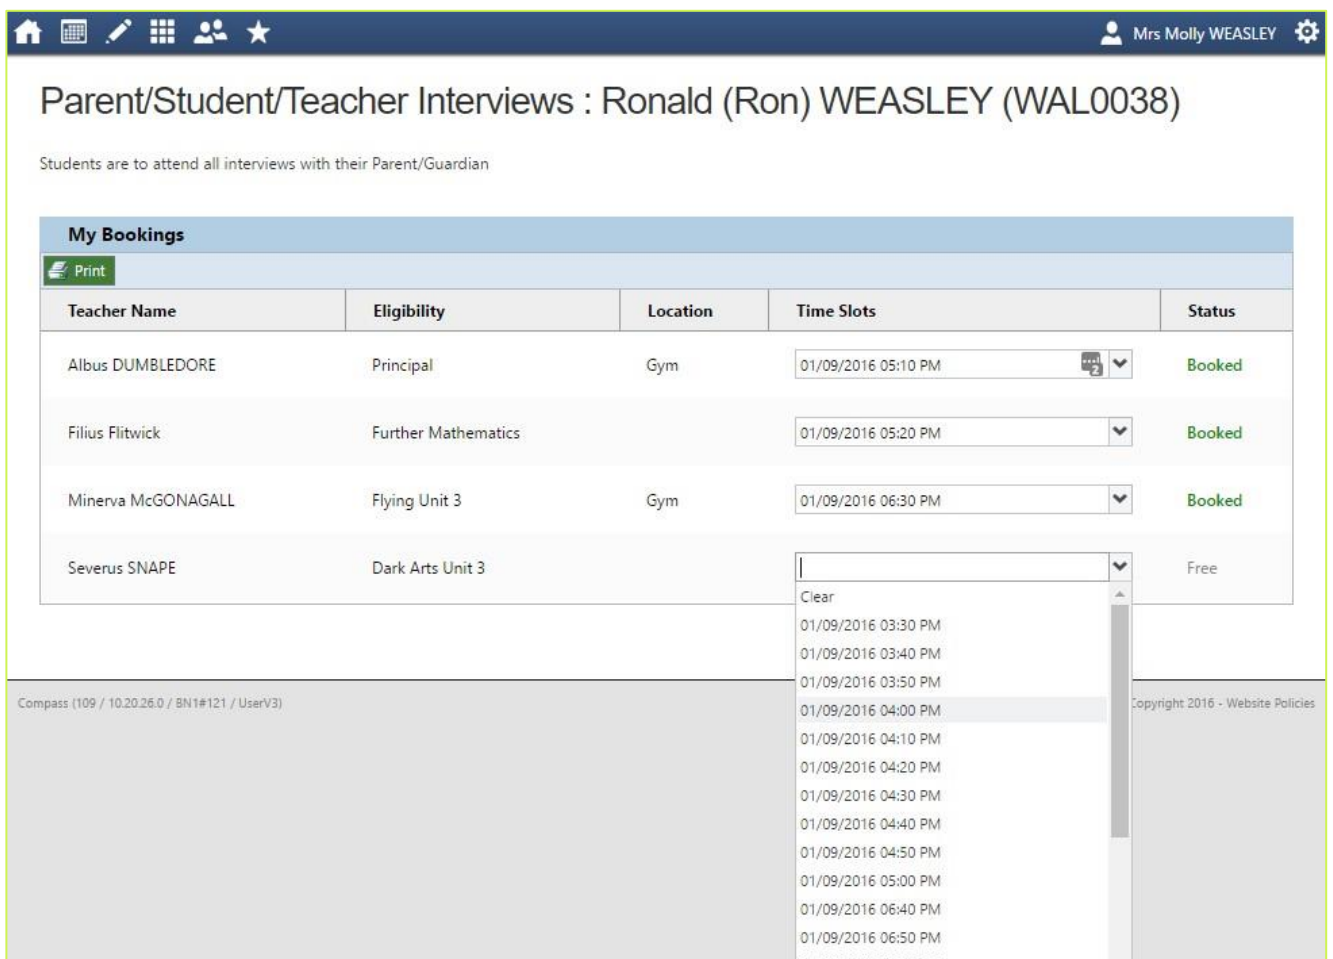 Mrs Molly WEASLEY
Parent/Student/Teacher Interviews : Ronald (Ron) WEASLEY (WAL0038)
Students are to attend all interviews with their Parent/Guardian
My Bookings
Print
Teacher Name Eligibility Location Time Slots Status
Albus DUMBLEDORE Principal Gym 01/09/2016 05:10 PM 2 Booked
Filius Flitwick Further Mathematics 01/09/2016 05:20 PM Booked
Minerva McGONAGALL Flying Unit 3 Gym 01/09/2016 06:30 PM Booked
Severus SNAPE Dark Arts Unit 3 Free
Clear
01/09/2016 03:30 PM
01/09/2016 03:40 PM
01/09/2016 03:50 PM
Compass (109 / 10.20.26.0 / BN1#121 / UserV3) 01/09/2016 04:00 PM Copyright 2016 - Website Policies
01/09/2016 04:10 PM
01/09/2016 04:20 PM
01/09/2016 04:30 PM
01/09/2016 04:40 PM
01/09/2016 04:50 PM
01/09/2016 05:00 PM
01/09/2016 06:40 PM
01/09/2016 06:50 PM